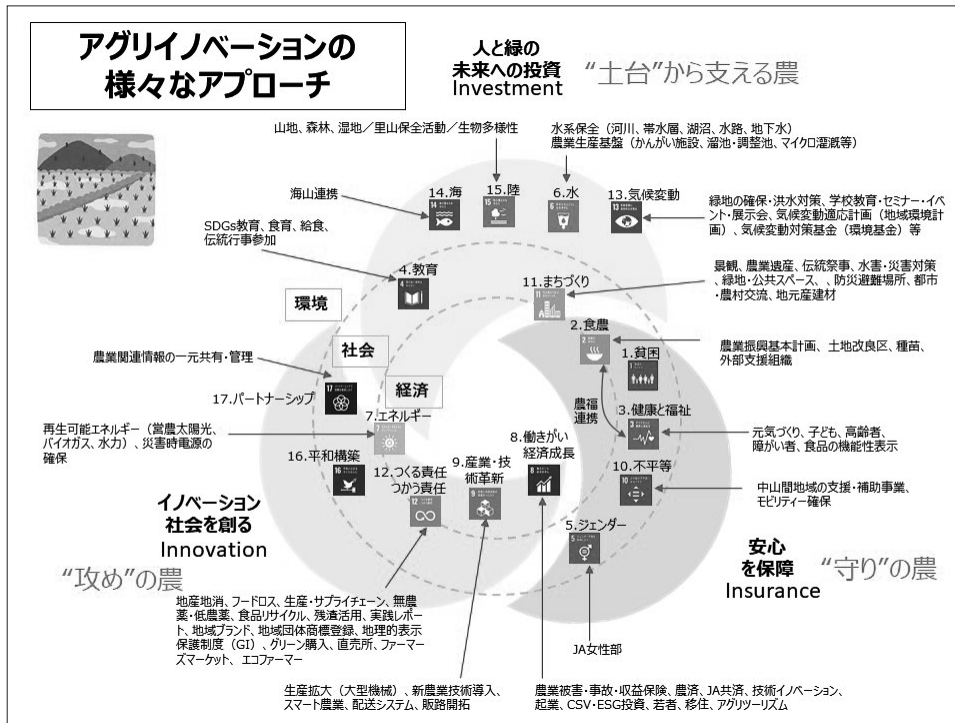 アグリイノベーションの
様々なアプローチ
人と緑の
未来への投資
Investment
“土台”から支える農
山地、森林、湿地／里山保全活動／生物多様性
水系保全（河川、帯水層、湖沼、水路、地下水）
農業生産基盤（かんがい施設、溜池・調整池、マイクロ灌漑等）
海山連携
14.海
15.陸
6.水
13.気候変動
緑地の確保・洪水対策、学校教育・セミナー・イベ
ント・展示会、気候変動適応計画（地域環境計
画）、気候変動対策基金（環境基金）等
SDGs教育、食育、給食、
伝統行事参加
4.教育
11.まちづくり
景観、農業遺産、伝統祭事、水害・災害対策
、緑地・公共スペース、、防災避難場所、都市
・農村交流、地元産建材
環境
社会
経済
2.食農
農業振興基本計画、土地改良区、種苗、
外部支援組織
1.貧困
農業関連情報の一元共有・管理
17.パートナーシップ
農福
連携
3.健康と福祉
元気づくり、子ども、高齢者、
障がい者、食品の機能性表示
7.エネルギー
再生可能エネルギー（営農太陽光、
バイオガス、水力）、災害時電源の
確保
16.平和構築
12.つくる責任
つかう責任
9.産業・技
術革新
8.働きがい
経済成長
10.不平等
中山間地域の支援・補助事業、
モビリティー確保
5.ジェンダー
イノベーション
社会を創る
Innovation
“攻め”の農
安心
を保障
Insurance
“守り”の農
地産地消、フードロス、生産・サプライチェーン、無農
薬・低農薬、食品リサイクル、残渣活用、実践レポー
ト、地域ブランド、地域団体商標登録、地理的表示
保護制度（GI）、グリーン購入、直売所、ファーマー
ズマーケット、エコファーマー
JA女性部
生産拡大（大型機械）、新農業技術導入、
スマート農業、配送システム、販路開拓
農業被害・事故・収益保険、農済、JA共済、技術イノベーション、
起業、CSV・ESG投資、若者、移住、アグリツーリズム